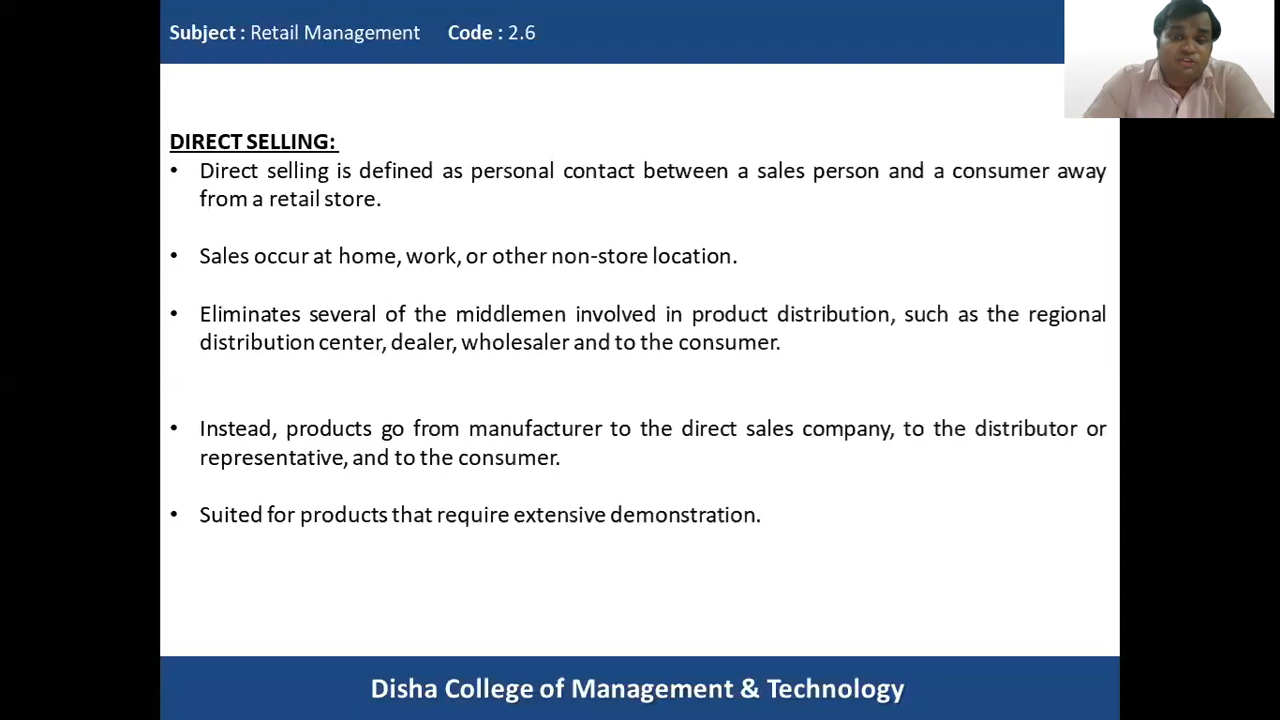 Subject : Retail Management Code : 2.6
DIRECT SELLING:
• Direct selling is defined as personal contact between a sales person and a consumer away
from a retail store.
• Sales occur at home, work, or other non-store location.
• Eliminates several of the middlemen involved in product distribution, such as the regional
distribution center, dealer, wholesaler and to the consumer.
• Instead, products go from manufacturer to the direct sales company, to the distributor or
representative, and to the consumer.
• Suited for products that require extensive demonstration.
Disha College of Management & Technology